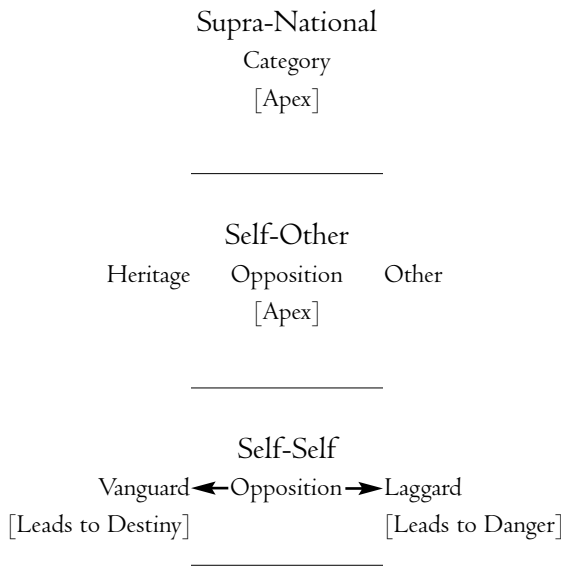 Supra-National
Category
[Apex]
Self-Other
Heritage Opposition Other
[Apex]
Self-Self
Vanguard Opposition Laggard
[Leads to Destiny] [Leads to Danger]